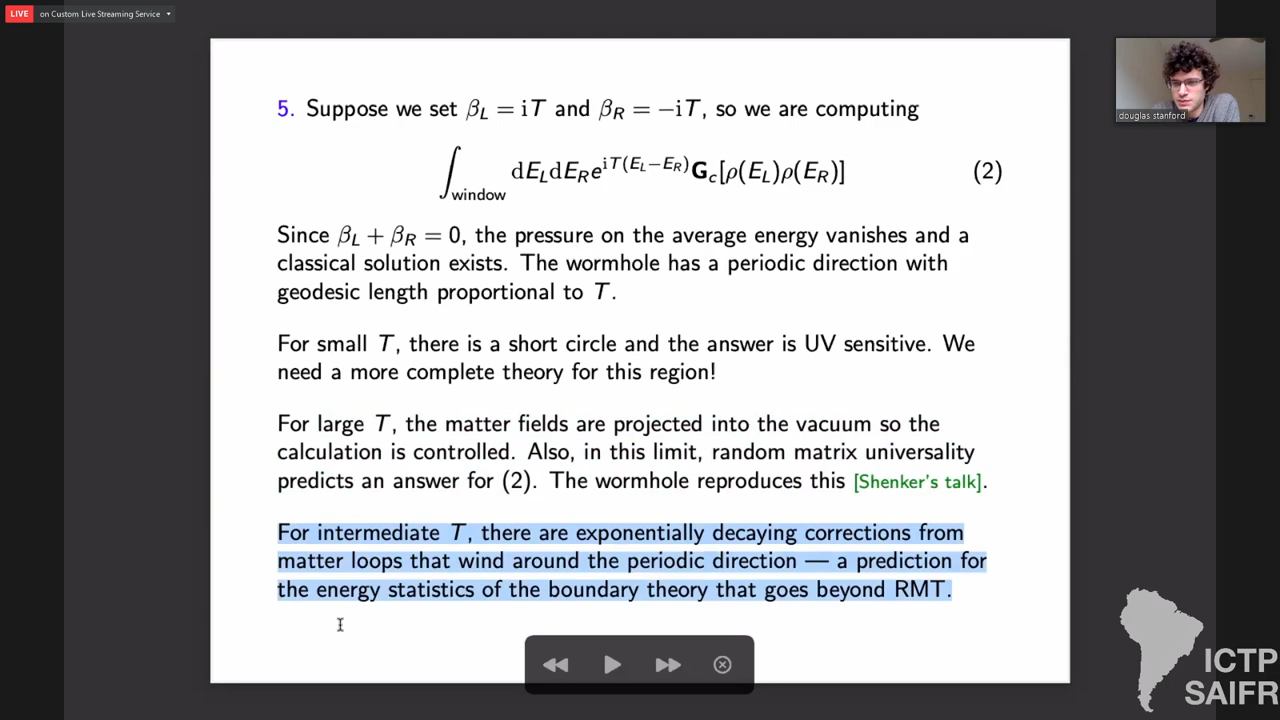 LIVE on Custom Live Streaming Service
5. Suppose we set β_L = iT and β_R = −iT, so we are computing
∫_window dE_L dE_R e^{iT(E_L−E_R)} G_c[ρ(E_L)ρ(E_R)] (2)
Since β_L + β_R = 0, the pressure on the average energy vanishes and a
classical solution exists. The wormhole has a periodic direction with
geodesic length proportional to T.
For small T, there is a short circle and the answer is UV sensitive. We
need a more complete theory for this region!
For large T, the matter fields are projected into the vacuum so the
calculation is controlled. Also, in this limit, random matrix universality
predicts an answer for (2). The wormhole reproduces this [Shenker's talk].
For intermediate T, there are exponentially decaying corrections from
matter loops that wind around the periodic direction — a prediction for
the energy statistics of the boundary theory that goes beyond RMT.
douglas stanford
ICTP
SAIFR